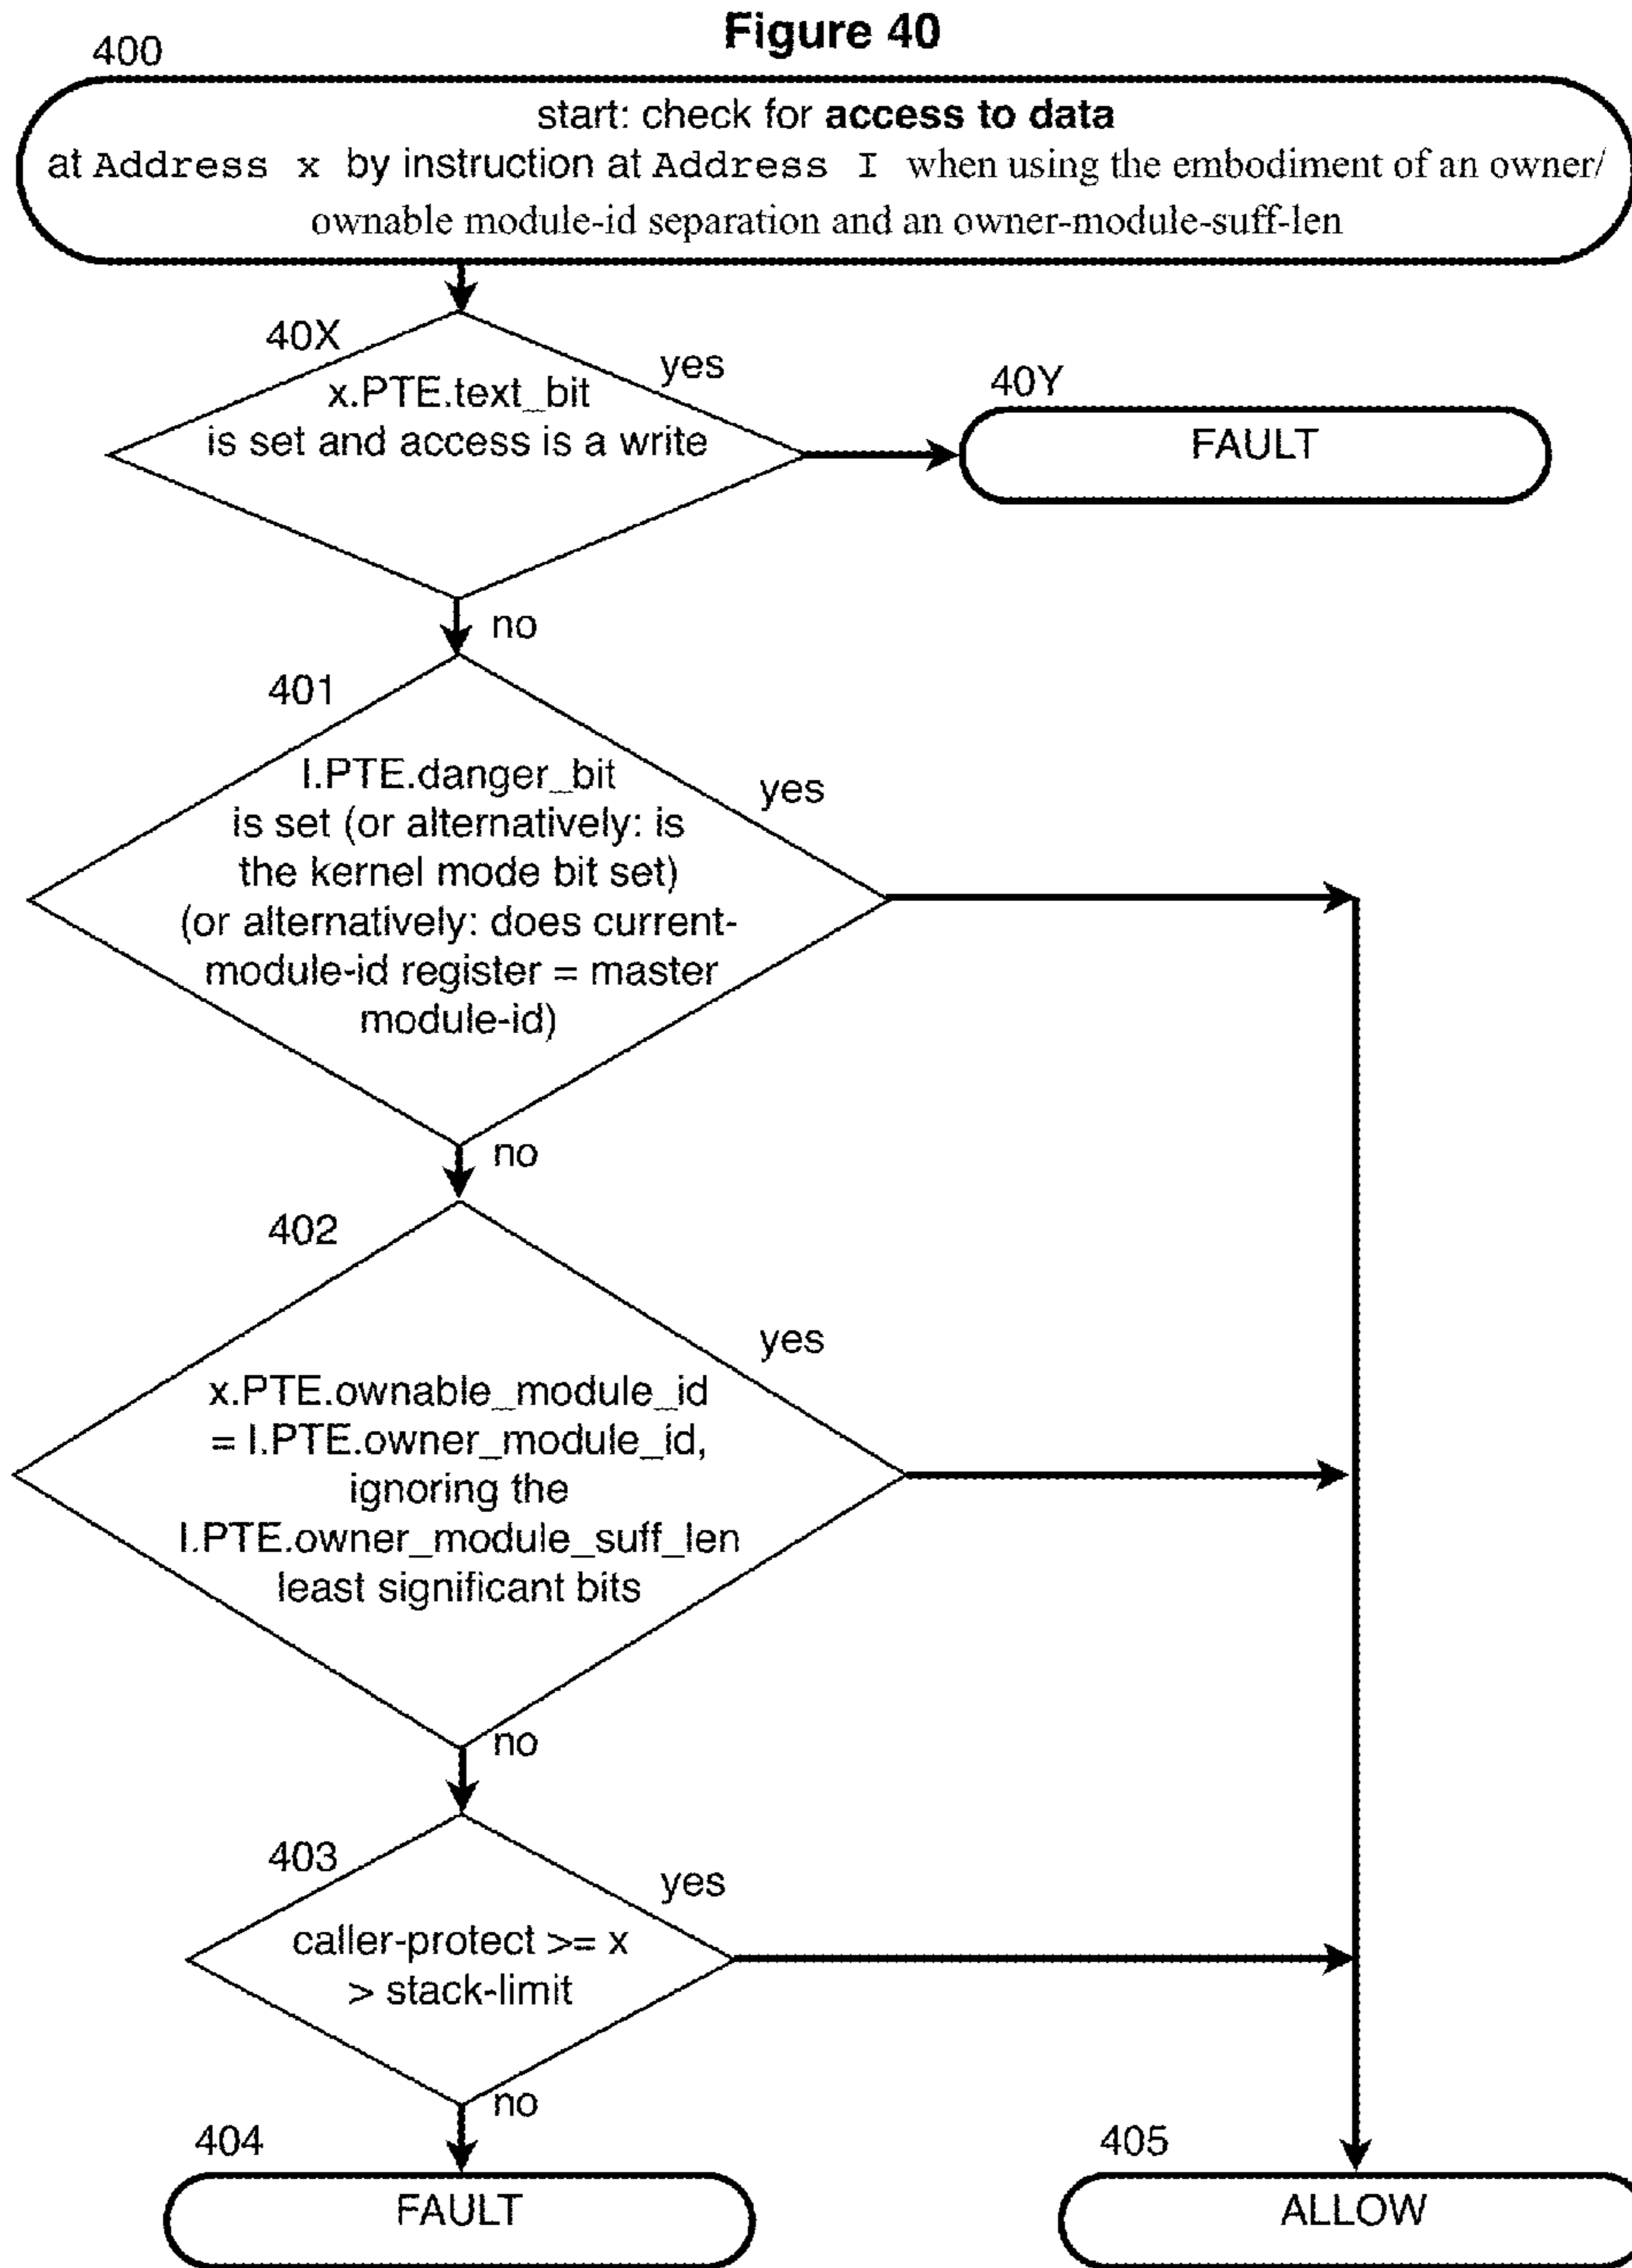 Figure 40
400
start: check for access to data
at Address x by instruction at Address I when using the embodiment of an owner/
ownable module-id separation and an owner-module-suff-len
40X
yes
x.PTE.text_bit
is set and access is a write
40Y
FAULT
no
401
yes
I.PTE.danger_bit
is set (or alternatively: is
the kernel mode bit set)
(or alternatively: does current-
module-id register = master
module-id)
no
402
yes
x.PTE.ownable_module_id
= I.PTE.owner_module_id,
ignoring the
I.PTE.owner_module_suff_len
least significant bits
no
403
yes
caller-protect >= x
> stack-limit
no
404
FAULT
405
ALLOW